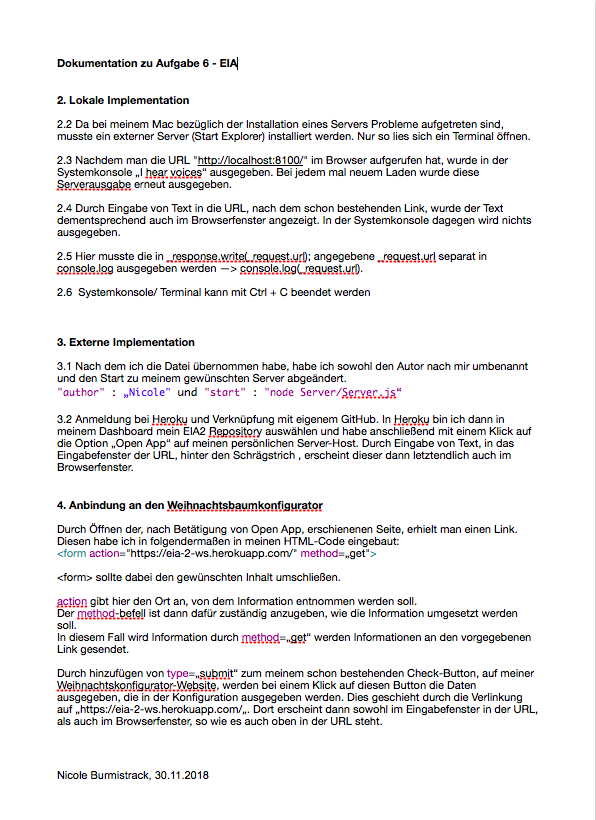 Dokumentation zu Aufgabe 6 - EIA
2. Lokale Implementation
2.2 Da bei meinem Mac bezüglich der Installation eines Servers Probleme aufgetreten sind,
musste ein externer Server (Start Explorer) installiert werden. Nur so lies sich ein Terminal öffnen.
2.3 Nachdem man die URL "http://localhost:8100/" im Browser aufgerufen hat, wurde in der
Systemkonsole „I hear voices“ ausgegeben. Bei jedem mal neuem Laden wurde diese
Serverausgabe erneut ausgegeben.
2.4 Durch Eingabe von Text in die URL, nach dem schon bestehenden Link, wurde der Text
dementsprechend auch im Browserfenster angezeigt. In der Systemkonsole dagegen wird nichts
ausgegeben.
2.5 Hier musste die in _response.write(_request.url); angegebene _request.url separat in
console.log ausgegeben werden —> console.log(_request.url).
2.6 Systemkonsole/ Terminal kann mit Ctrl + C beendet werden
3. Externe Implementation
3.1 Nach dem ich die Datei übernommen habe, habe ich sowohl den Autor nach mir umbenannt
und den Start zu meinem gewünschten Server abgeändert.
"author" : „Nicole" und "start" : "node Server/Server.js“
3.2 Anmeldung bei Heroku und Verknüpfung mit eigenem GitHub. In Heroku bin ich dann in
meinem Dashboard mein EIA2 Repository auswählen und habe anschließend mit einem Klick auf
die Option „Open App“ auf meinen persönlichen Server-Host. Durch Eingabe von Text, in das
Eingabefenster der URL, hinter den Schrägstrich , erscheint dieser dann letztendlich auch im
Browserfenster.
4. Anbindung an den Weihnachtsbaumkonfigurator
Durch Öffnen der, nach Betätigung von Open App, erschienenen Seite, erhielt man einen Link.
Diesen habe ich in folgendermaßen in meinen HTML-Code eingebaut:
<form action="https://eia-2-ws.herokuapp.com/" method=„get">
<form> sollte dabei den gewünschten Inhalt umschließen.
action gibt hier den Ort an, von dem Information entnommen werden soll.
Der method-befell ist dann dafür zuständig anzugeben, wie die Information umgesetzt werden
soll.
In diesem Fall wird Information durch method=„get“ werden Informationen an den vorgegebenen
Link gesendet.
Durch hinzufügen von type=„submit“ zum meinem schon bestehenden Check-Button, auf meiner
Weihnachtskonfigurator-Website, werden bei einem Klick auf diesen Button die Daten
ausgegeben, die in der Konfiguration ausgegeben werden. Dies geschieht durch die Verlinkung
auf „https://eia-2-ws.herokuapp.com/„. Dort erscheint dann sowohl im Eingabefenster in der URL,
als auch im Browserfenster, so wie es auch oben in der URL steht.
Nicole Burmistrack, 30.11.2018